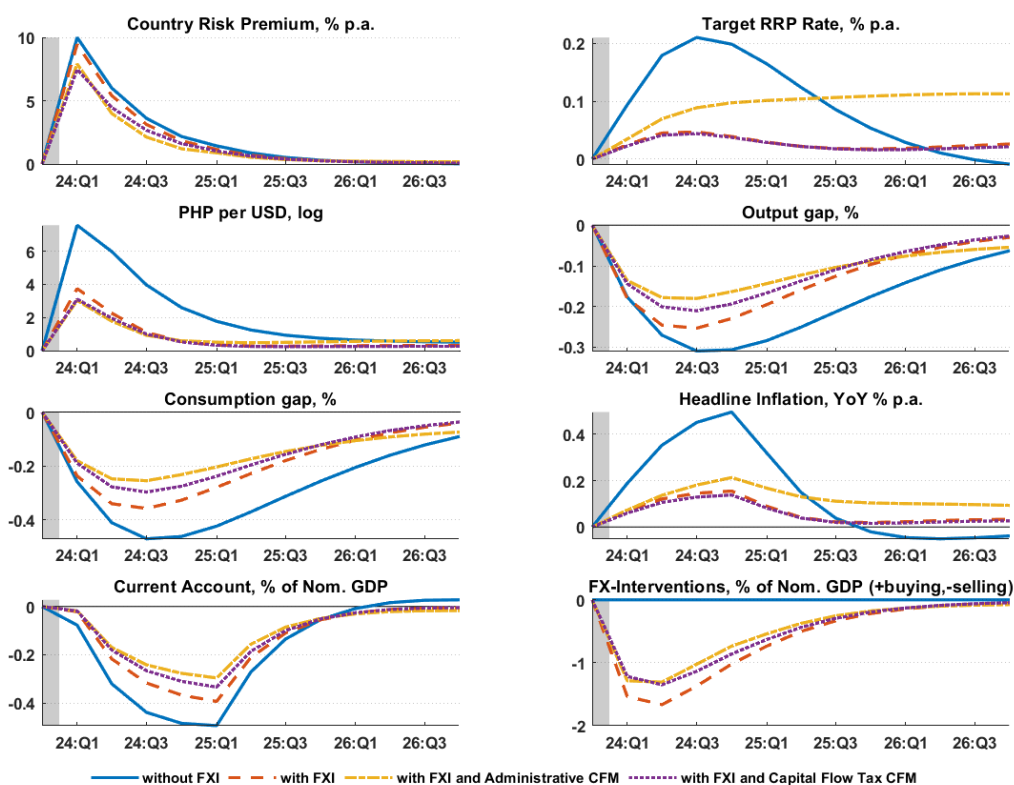 Country Risk Premium, % p.a.
10
5
0
24:Q1 24:Q3 25:Q1 25:Q3 26:Q1 26:Q3
Target RRP Rate, % p.a.
0.2
0.1
0
24:Q1 24:Q3 25:Q1 25:Q3 26:Q1 26:Q3
PHP per USD, log
6
4
2
0
24:Q1 24:Q3 25:Q1 25:Q3 26:Q1 26:Q3
Output gap, %
0
-0.1
-0.2
-0.3
24:Q1 24:Q3 25:Q1 25:Q3 26:Q1 26:Q3
Consumption gap, %
0
-0.2
-0.4
24:Q1 24:Q3 25:Q1 25:Q3 26:Q1 26:Q3
Headline Inflation, YoY % p.a.
0.4
0.2
0
24:Q1 24:Q3 25:Q1 25:Q3 26:Q1 26:Q3
Current Account, % of Nom. GDP
0
-0.2
-0.4
24:Q1 24:Q3 25:Q1 25:Q3 26:Q1 26:Q3
FX-Interventions, % of Nom. GDP (+buying,-selling)
0
-1
-2
24:Q1 24:Q3 25:Q1 25:Q3 26:Q1 26:Q3
without FXI with FXI with FXI and Administrative CFM with FXI and Capital Flow Tax CFM